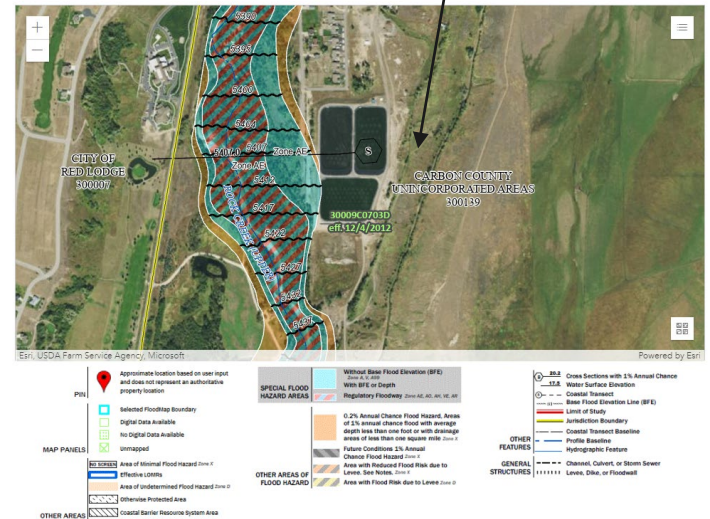 5390
5395
5400
5404
5407.0
5407
Zone AE
S
Zone AE
CITY OF
RED LODGE
300007
5412
CARBON COUNTY
UNINCORPORATED AREAS
300139
5417
30009C0703D
eff. 12/4/2012
5422
5427
5432
5437
Esri, USDA Farm Service Agency, Microsoft
Powered by Esri
PIN
Approximate location based on user input
and does not represent an authoritative
property location
MAP PANELS
Selected FloodMap Boundary
Digital Data Available
No Digital Data Available
Unmapped
OTHER AREAS
NO SCREEN Area of Minimal Flood Hazard Zone X
Effective LOMRs
Area of Undetermined Flood Hazard Zone D
Otherwise Protected Area
Coastal Barrier Resource System Area
SPECIAL FLOOD
HAZARD AREAS
Without Base Flood Elevation (BFE)
Zone A, V, A99
With BFE or Depth
Regulatory Floodway Zone AE, AO, AH, VE, AR
OTHER AREAS OF
FLOOD HAZARD
0.2% Annual Chance Flood Hazard, Areas
of 1% annual chance flood with average
depth less than one foot or with drainage
areas of less than one square mile Zone X
Future Conditions 1% Annual
Chance Flood Hazard Zone X
Area with Reduced Flood Risk due to
Levee. See Notes. Zone X
Area with Flood Risk due to Levee Zone D
OTHER
FEATURES
20.2 Cross Sections with 1% Annual Chance
17.5 Water Surface Elevation
Coastal Transect
Base Flood Elevation Line (BFE)
Limit of Study
Jurisdiction Boundary
Coastal Transect Baseline
Profile Baseline
Hydrographic Feature
GENERAL
STRUCTURES
Channel, Culvert, or Storm Sewer
Levee, Dike, or Floodwall